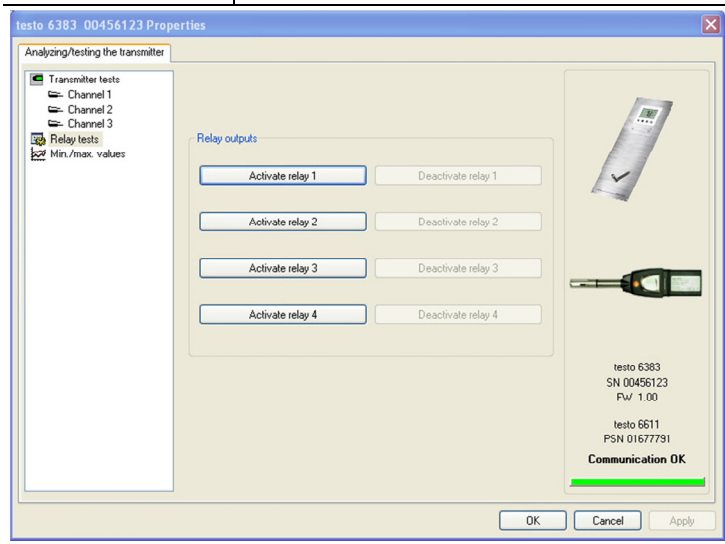 testo 6383 00456123 Properties
Analyzing/testing the transmitter
Transmitter tests
Channel 1
Channel 2
Channel 3
Relay tests
Min./max. values
Relay outputs
Activate relay 1 Deactivate relay 1
Activate relay 2 Deactivate relay 2
Activate relay 3 Deactivate relay 3
Activate relay 4 Deactivate relay 4
testo 6383
SN 00456123
FW 1.00
testo 6611
PSN 01677791
Communication OK
OK Cancel Apply